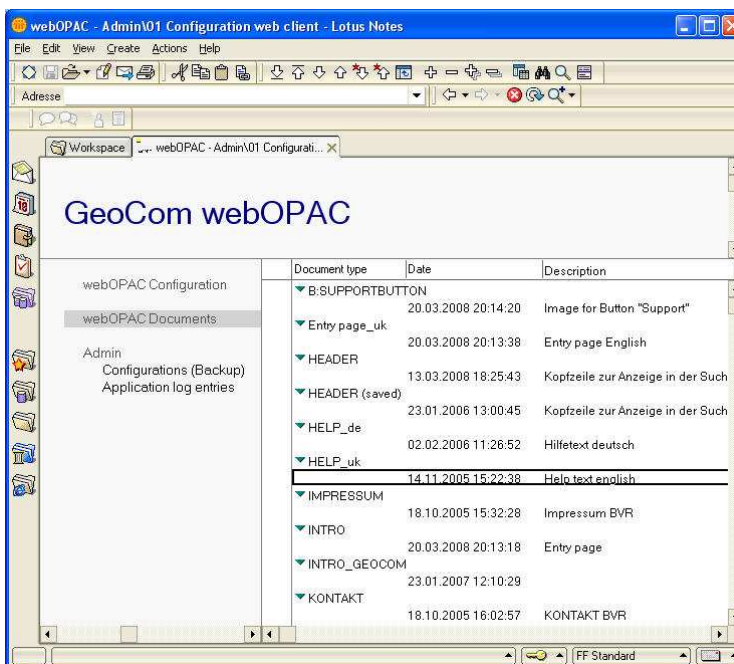 webOPAC - Admin\01 Configuration web client - Lotus Notes
File Edit View Create Actions Help
Adresse
Workspace webOPAC - Admin\01 Configurati...
GeoCom webOPAC
webOPAC Configuration
webOPAC Documents
Admin
Configurations (Backup)
Application log entries
Document type Date Description
B:SUPPORTBUTTON
20.03.2008 20:14:20 Image for Button "Support"
Entry page_uk
20.03.2008 20:13:38 Entry page English
HEADER
13.03.2008 18:25:43 Kopfzeile zur Anzeige in der Such
HEADER (saved)
23.01.2006 13:00:45 Kopfzeile zur Anzeige in der Such
HELP_de
02.02.2006 11:26:52 Hilfetext deutsch
HELP_uk
14.11.2005 15:22:38 Help text english
IMPRESSUM
18.10.2005 15:32:28 Impressum BVR
INTRO
20.03.2008 20:13:18 Entry page
INTRO_GEOCOM
23.01.2007 12:10:29
KONTAKT
18.10.2005 16:02:57 KONTAKT BVR
FF Standard